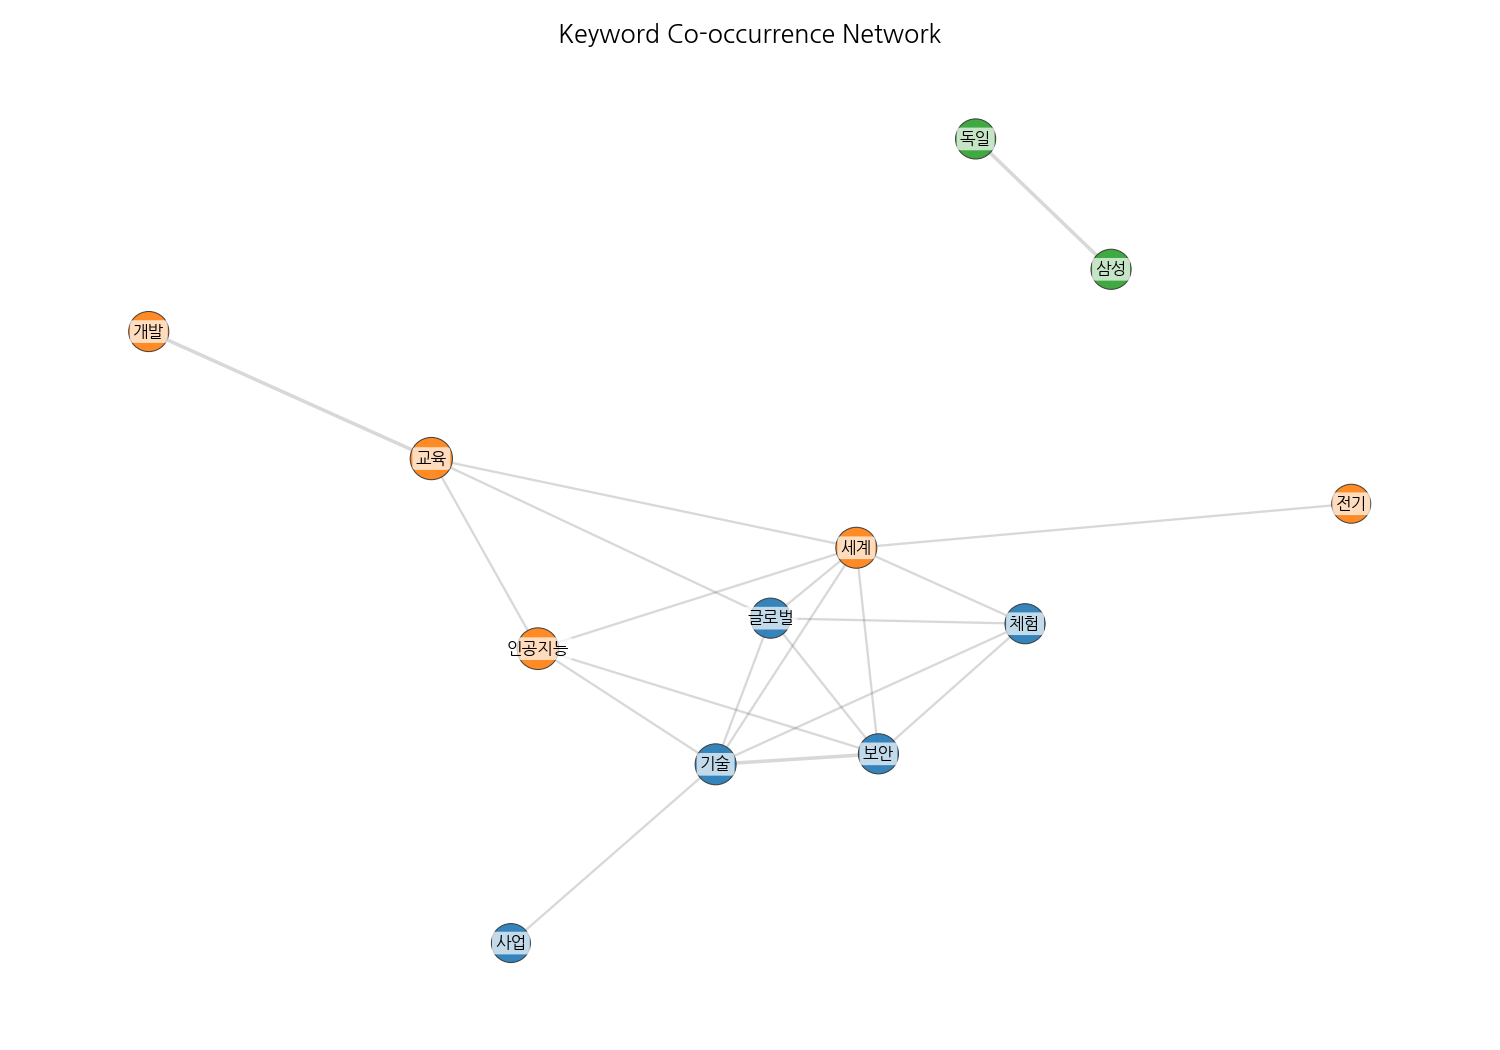 Keyword Co-occurrence Network
독일
삼성
개발
교육
전기
세계
글로벌
체험
인공지능
보안
기술
사업